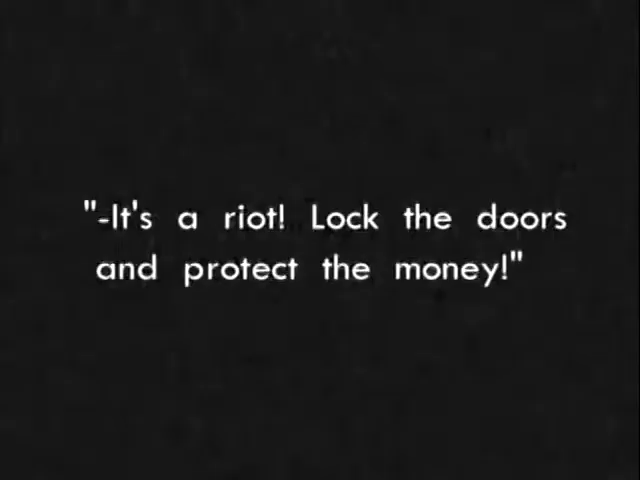 "-It's a riot! Lock the doors
and protect the money!"